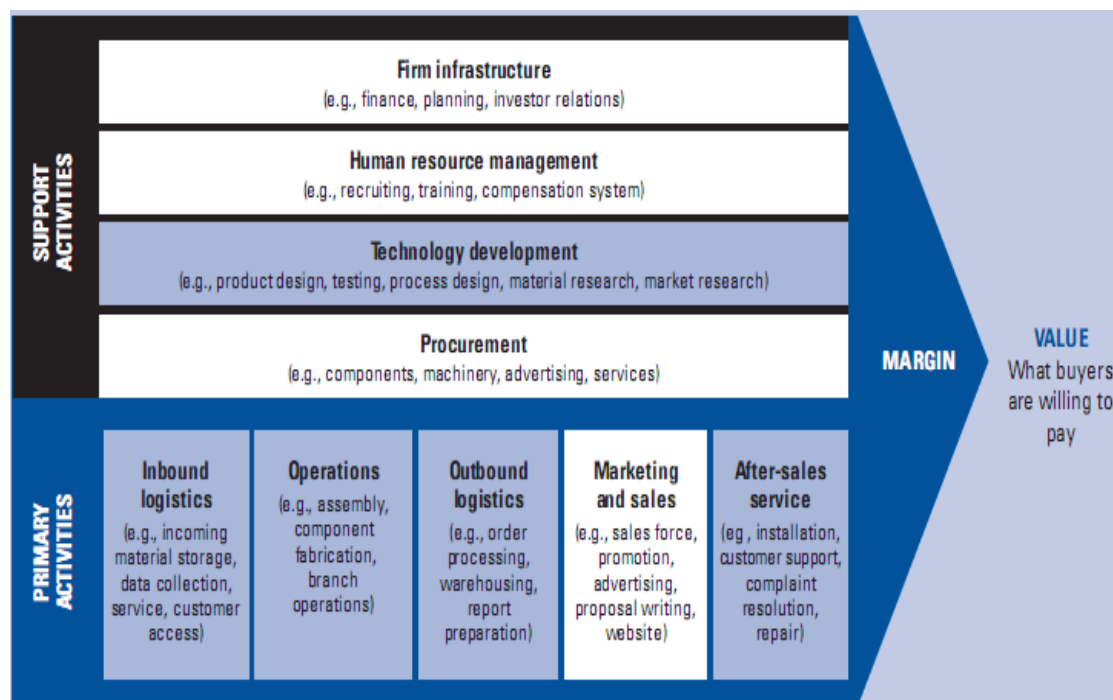 SUPPORT
ACTIVITIES
Firm infrastructure
(e.g., finance, planning, investor relations)
Human resource management
(e.g., recruiting, training, compensation system)
Technology development
(e.g., product design, testing, process design, material research, market research)
Procurement
(e.g., components, machinery, advertising, services)
MARGIN
VALUE
What buyers
are willing to
pay
PRIMARY
ACTIVITIES
Inbound
logistics
(e.g., incoming
material storage,
data collection,
service, customer
access)
Operations
(e.g., assembly,
component
fabrication,
branch
operations)
Outbound
logistics
(e.g., order
processing,
warehousing,
report
preparation)
Marketing
and sales
(e.g., sales force,
promotion,
advertising,
proposal writing,
website)
After-sales
service
(eg, installation,
customer support,
complaint
resolution,
repair)